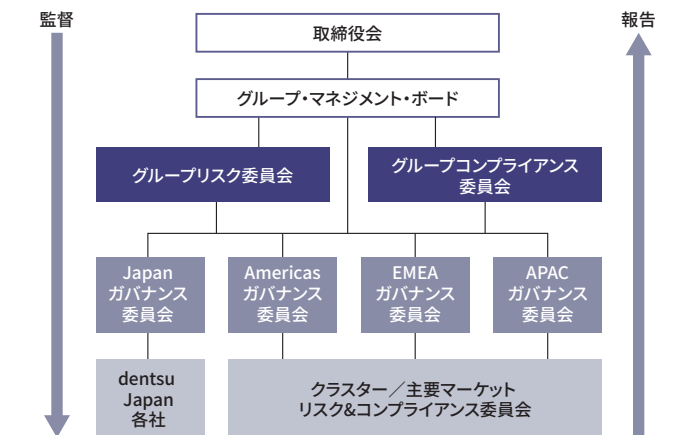 監督
報告
取締役会
グループ・マネジメント・ボード
グループリスク委員会
グループコンプライアンス
委員会
Japan
ガバナンス
委員会
Americas
ガバナンス
委員会
EMEA
ガバナンス
委員会
APAC
ガバナンス
委員会
dentsu
Japan
各社
クラスター／主要マーケット
リスク&コンプライアンス委員会